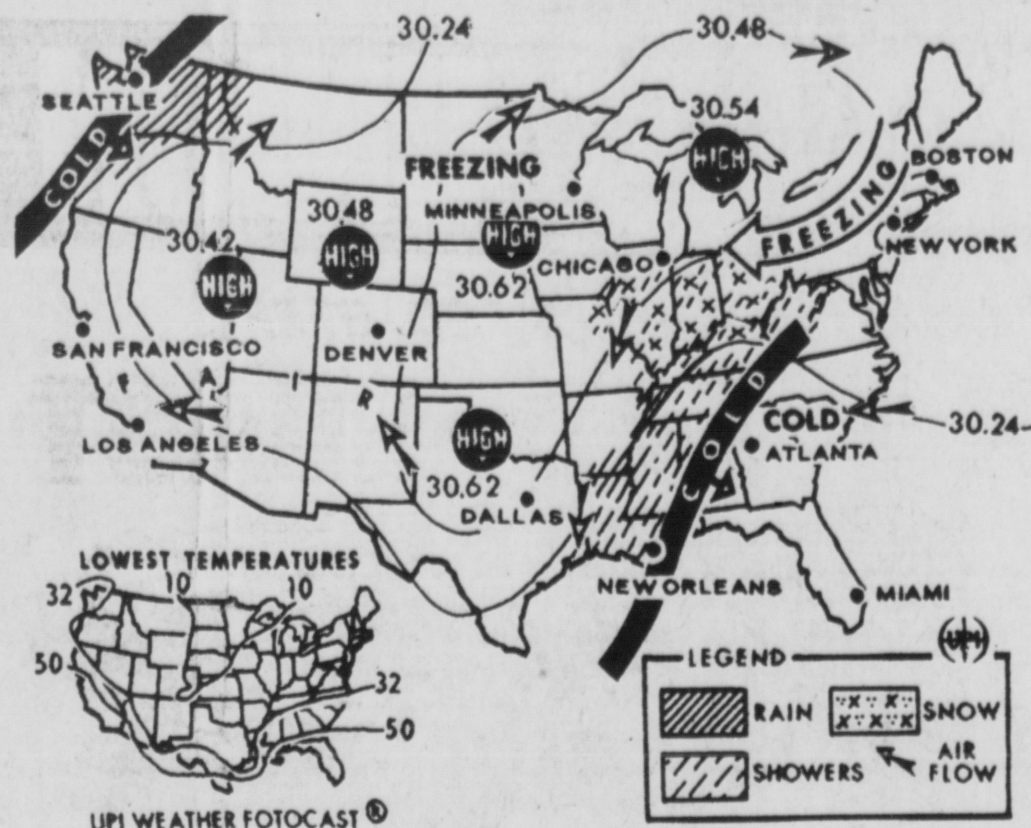 30.24
30.48
SEATTLE
COLD
30.54
HIGH
FREEZING
BOSTON
FREEZING
MINNEAPOLIS
NEW YORK
30.48
HIGH
30.42
HIGH
HIGH
CHICAGO
30.62
SAN FRANCISCO
DENVER
F A I R
COLD
COLD
30.24
LOS ANGELES
HIGH
ATLANTA
30.62
DALLAS
NEW ORLEANS
MIAMI
LOWEST TEMPERATURES
32 10 10
50
32
50
UPI WEATHER FOTOCAST ®
UPI
LEGEND
RAIN SNOW
SHOWERS AIR FLOW